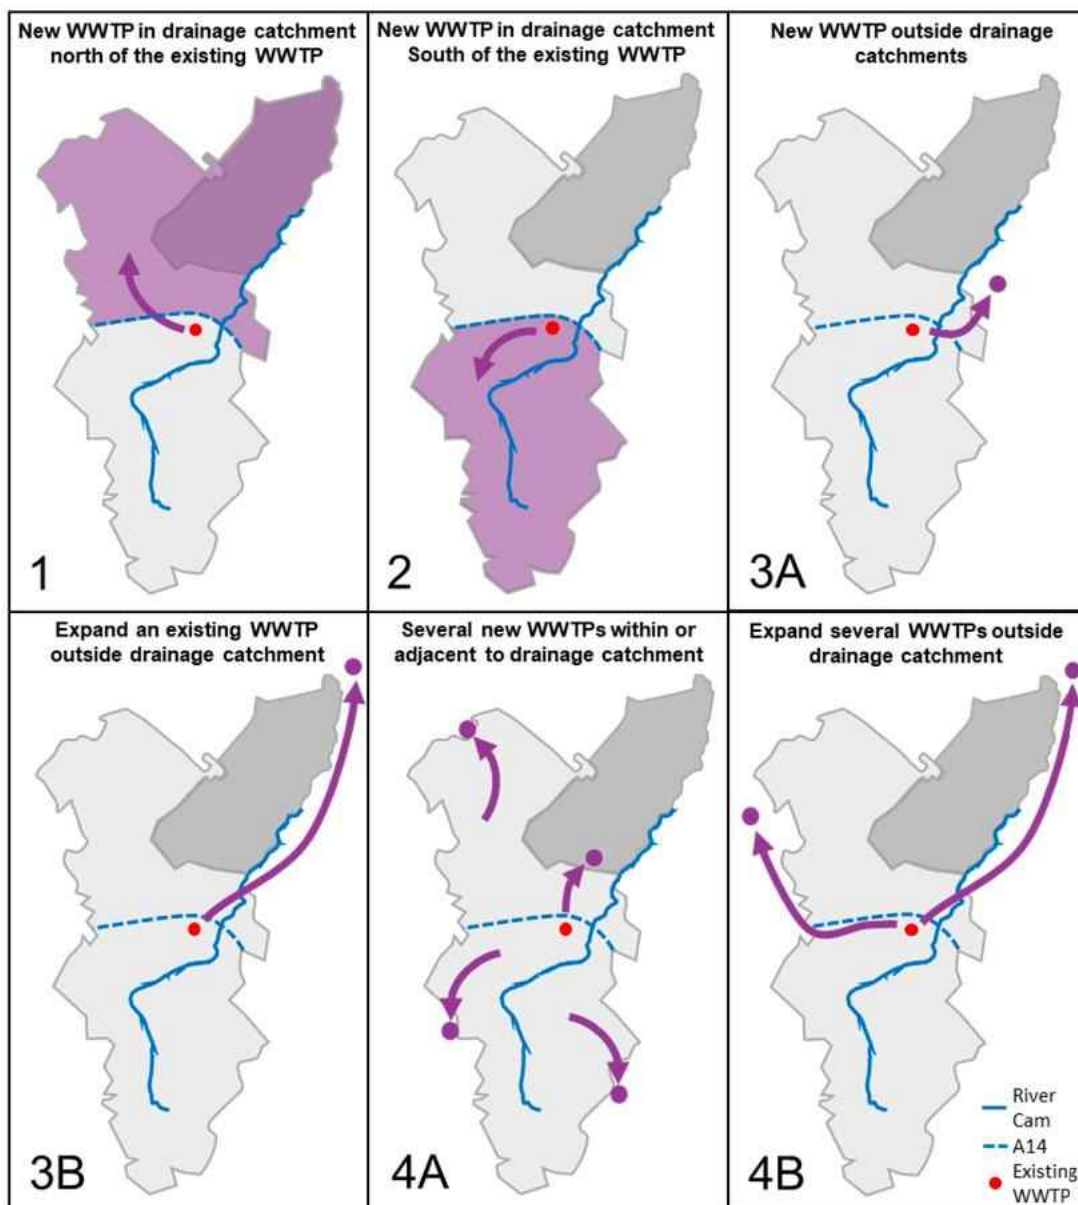 New WWTP in drainage catchment
north of the existing WWTP
1
New WWTP in drainage catchment
South of the existing WWTP
2
New WWTP outside drainage
catchments
3A
Expand an existing WWTP
outside drainage catchment
3B
Several new WWTPs within or
adjacent to drainage catchment
4A
Expand several WWTPs outside
drainage catchment
4B
River
Cam
A14
Existing
WWTP